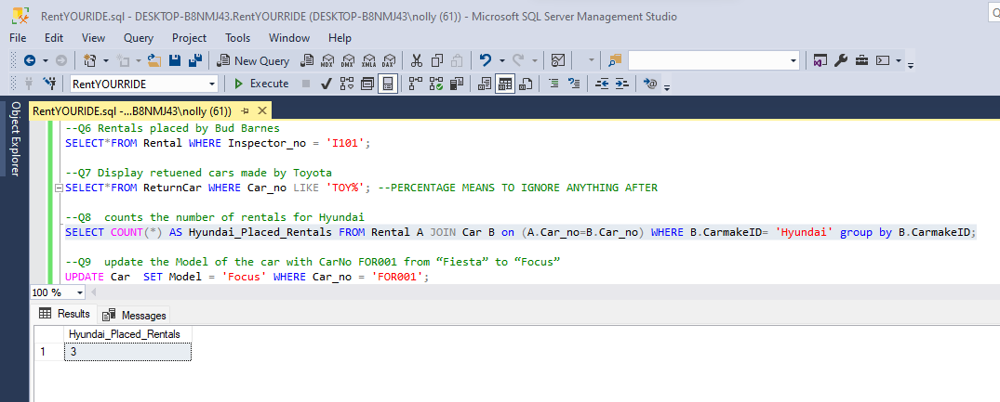 RentYOURIDE.sql - DESKTOP-B8NMJ43.RentYOURRIDE (DESKTOP-B8NMJ43\nolly (61)) - Microsoft SQL Server Management Studio
File Edit View Query Project Tools Window Help
New Query MDX DMX XMLA DAX
RentYOURRIDE Execute
Object Explorer
RentYOURIDE.sql -...B8NMJ43\nolly (61))
--Q6 Rentals placed by Bud Barnes
SELECT*FROM Rental WHERE Inspector_no = 'I101';
--Q7 Display retuened cars made by Toyota
SELECT*FROM ReturnCar WHERE Car_no LIKE 'TOY%'; --PERCENTAGE MEANS TO IGNORE ANYTHING AFTER
--Q8  counts the number of rentals for Hyundai
SELECT COUNT(*) AS Hyundai_Placed_Rentals FROM Rental A JOIN Car B on (A.Car_no=B.Car_no) WHERE B.CarmakeID= 'Hyundai' group by B.CarmakeID;
--Q9  update the Model of the car with CarNo FOR001 from “Fiesta” to “Focus”
UPDATE Car  SET Model = 'Focus' WHERE Car_no = 'FOR001';
100 %
Results Messages
Hyundai_Placed_Rentals
1 3